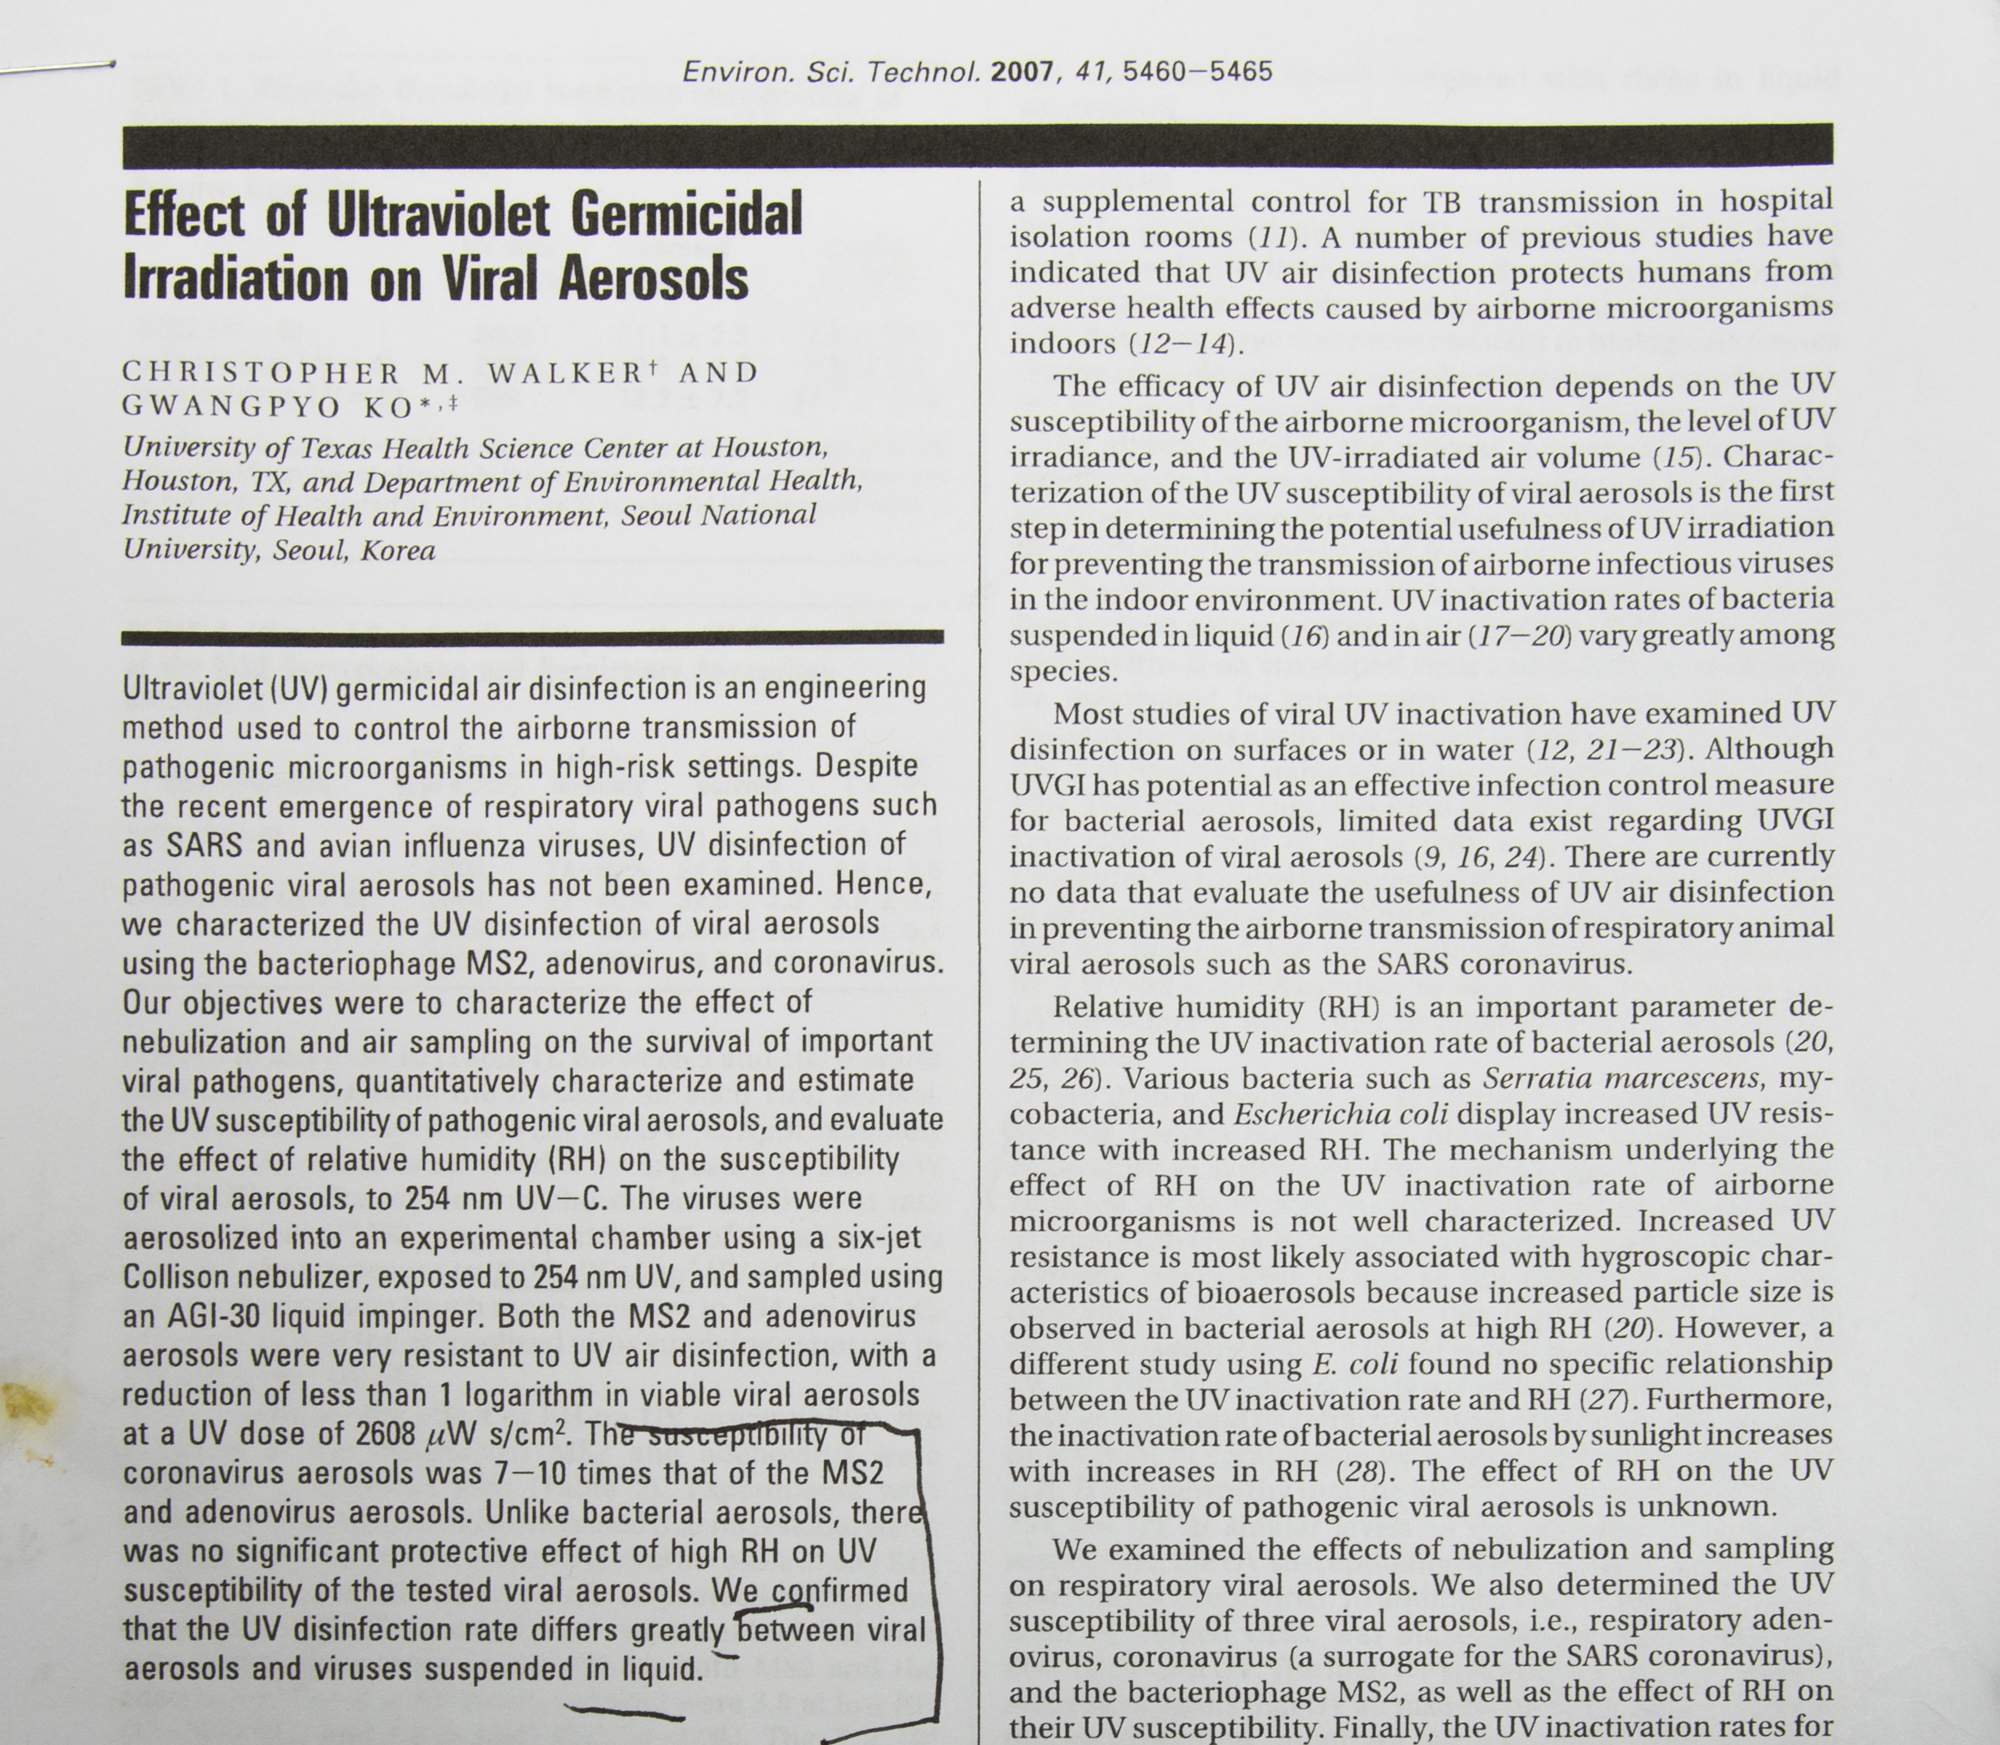 Environ. Sci. Technol. 2007, 41, 5460–5465
Effect of Ultraviolet Germicidal
Irradiation on Viral Aerosols
CHRISTOPHER M. WALKER† AND
GWANGPYO KO*,‡
University of Texas Health Science Center at Houston,
Houston, TX, and Department of Environmental Health,
Institute of Health and Environment, Seoul National
University, Seoul, Korea
Ultraviolet (UV) germicidal air disinfection is an engineering
method used to control the airborne transmission of
pathogenic microorganisms in high-risk settings. Despite
the recent emergence of respiratory viral pathogens such
as SARS and avian influenza viruses, UV disinfection of
pathogenic viral aerosols has not been examined. Hence,
we characterized the UV disinfection of viral aerosols
using the bacteriophage MS2, adenovirus, and coronavirus.
Our objectives were to characterize the effect of
nebulization and air sampling on the survival of important
viral pathogens, quantitatively characterize and estimate
the UV susceptibility of pathogenic viral aerosols, and evaluate
the effect of relative humidity (RH) on the susceptibility
of viral aerosols, to 254 nm UV–C. The viruses were
aerosolized into an experimental chamber using a six-jet
Collison nebulizer, exposed to 254 nm UV, and sampled using
an AGI-30 liquid impinger. Both the MS2 and adenovirus
aerosols were very resistant to UV air disinfection, with a
reduction of less than 1 logarithm in viable viral aerosols
at a UV dose of 2608 μW s/cm². The susceptibility of
coronavirus aerosols was 7–10 times that of the MS2
and adenovirus aerosols. Unlike bacterial aerosols, there
was no significant protective effect of high RH on UV
susceptibility of the tested viral aerosols. We confirmed
that the UV disinfection rate differs greatly between viral
aerosols and viruses suspended in liquid.
a supplemental control for TB transmission in hospital
isolation rooms (11). A number of previous studies have
indicated that UV air disinfection protects humans from
adverse health effects caused by airborne microorganisms
indoors (12–14).
The efficacy of UV air disinfection depends on the UV
susceptibility of the airborne microorganism, the level of UV
irradiance, and the UV-irradiated air volume (15). Charac-
terization of the UV susceptibility of viral aerosols is the first
step in determining the potential usefulness of UV irradiation
for preventing the transmission of airborne infectious viruses
in the indoor environment. UV inactivation rates of bacteria
suspended in liquid (16) and in air (17–20) vary greatly among
species.
Most studies of viral UV inactivation have examined UV
disinfection on surfaces or in water (12, 21–23). Although
UVGI has potential as an effective infection control measure
for bacterial aerosols, limited data exist regarding UVGI
inactivation of viral aerosols (9, 16, 24). There are currently
no data that evaluate the usefulness of UV air disinfection
in preventing the airborne transmission of respiratory animal
viral aerosols such as the SARS coronavirus.
Relative humidity (RH) is an important parameter de-
termining the UV inactivation rate of bacterial aerosols (20,
25, 26). Various bacteria such as Serratia marcescens, my-
cobacteria, and Escherichia coli display increased UV resis-
tance with increased RH. The mechanism underlying the
effect of RH on the UV inactivation rate of airborne
microorganisms is not well characterized. Increased UV
resistance is most likely associated with hygroscopic char-
acteristics of bioaerosols because increased particle size is
observed in bacterial aerosols at high RH (20). However, a
different study using E. coli found no specific relationship
between the UV inactivation rate and RH (27). Furthermore,
the inactivation rate of bacterial aerosols by sunlight increases
with increases in RH (28). The effect of RH on the UV
susceptibility of pathogenic viral aerosols is unknown.
We examined the effects of nebulization and sampling
on respiratory viral aerosols. We also determined the UV
susceptibility of three viral aerosols, i.e., respiratory aden-
ovirus, coronavirus (a surrogate for the SARS coronavirus),
and the bacteriophage MS2, as well as the effect of RH on
their UV susceptibility. Finally, the UV inactivation rates for